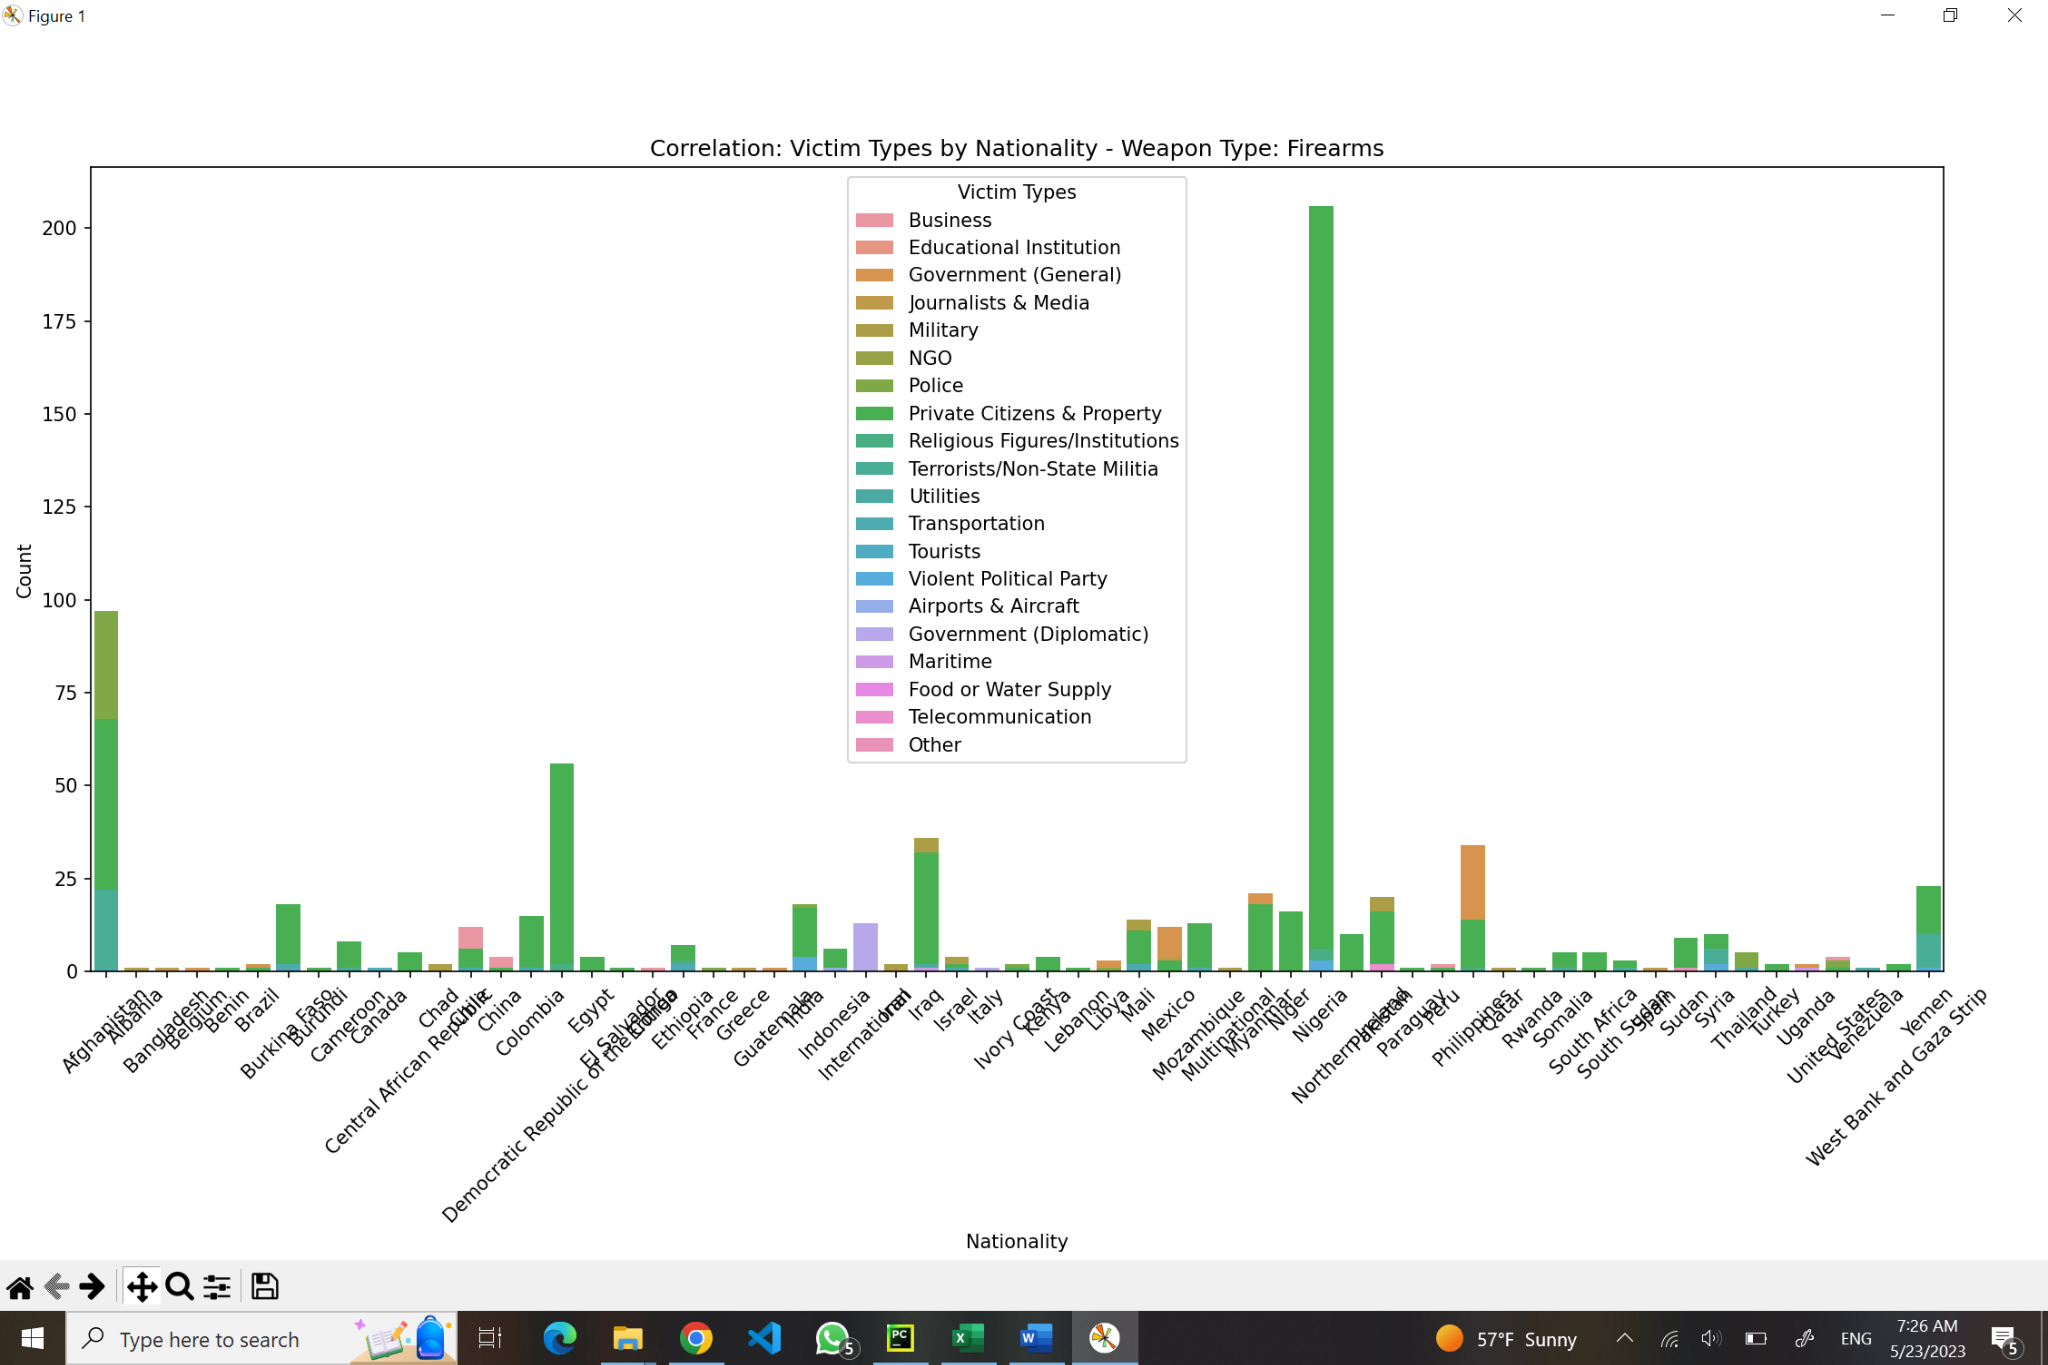 Figure 1
Correlation: Victim Types by Nationality - Weapon Type: Firearms
Victim Types
Business
Educational Institution
Government (General)
Journalists & Media
Military
NGO
Police
Private Citizens & Property
Religious Figures/Institutions
Terrorists/Non-State Militia
Utilities
Transportation
Tourists
Violent Political Party
Airports & Aircraft
Government (Diplomatic)
Maritime
Food or Water Supply
Telecommunication
Other
Count
200
175
150
125
100
75
50
25
0
Afghanistan
Albania
Bangladesh
Belgium
Benin
Brazil
Burkina Faso
Burundi
Cameroon
Canada
Central African Republic
Chad
Chile
China
Colombia
Democratic Republic of the Congo
Egypt
El Salvador
Ethiopia
France
Greece
Guatemala
India
Indonesia
International
Iran
Iraq
Israel
Italy
Ivory Coast
Kenya
Lebanon
Libya
Mali
Mexico
Mozambique
Multinational
Myanmar
Niger
Nigeria
Northern Ireland
Pakistan
Paraguay
Peru
Philippines
Qatar
Rwanda
Somalia
South Africa
South Sudan
Spain
Sudan
Syria
Thailand
Turkey
Uganda
United States
Venezuela
West Bank and Gaza Strip
Yemen
Nationality
Type here to search
5
PC
57°F Sunny
ENG
7:26 AM
5/23/2023
5